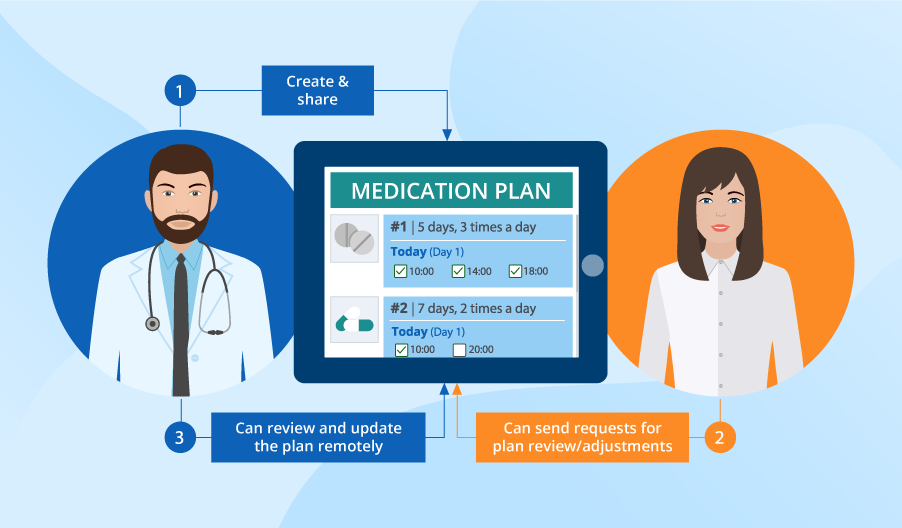 1
Create &
share
MEDICATION PLAN
#1 | 5 days, 3 times a day
Today (Day 1)
10:00 14:00 18:00
#2 | 7 days, 2 times a day
Today (Day 1)
10:00 20:00
3
Can review and update
the plan remotely
Can send requests for
plan review/adjustments
2